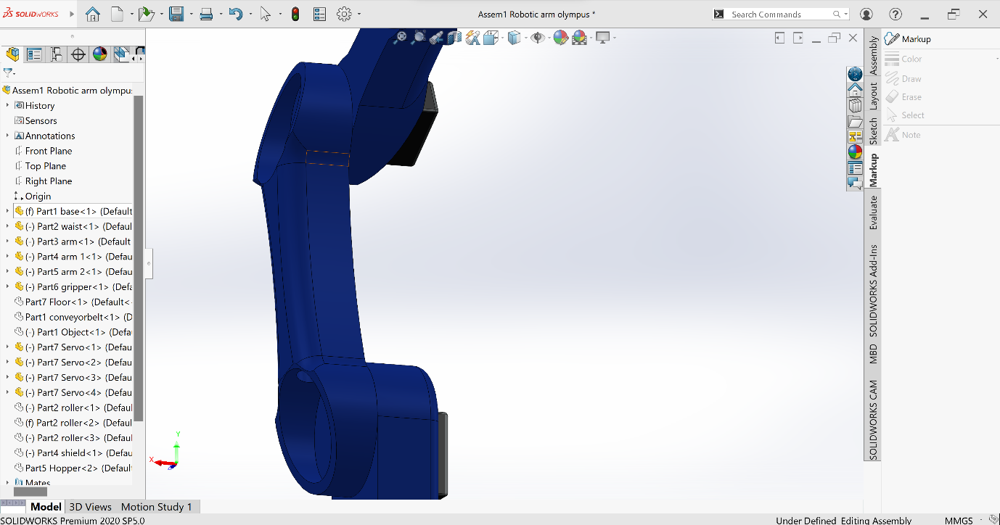 SOLIDWORKS
Assem1 Robotic arm olympus *
Search Commands
Assem1 Robotic arm olympus
History
Sensors
Annotations
Front Plane
Top Plane
Right Plane
Origin
(f) Part1 base<1> (Default
(-) Part2 waist<1> (Defaul
(-) Part3 arm<1> (Default
(-) Part4 arm 1<1> (Defau
(-) Part5 arm 2<1> (Defau
(-) Part6 gripper<1> (Defa
Part7 Floor<1> (Default<
Part1 conveyorbelt<1> (D
(-) Part1 Object<1> (Defa
(-) Part7 Servo<1> (Defau
(-) Part7 Servo<2> (Defau
(-) Part7 Servo<3> (Defau
(-) Part7 Servo<4> (Defau
(-) Part2 roller<1> (Defaul
(f) Part2 roller<2> (Defaul
(-) Part2 roller<3> (Defaul
(-) Part4 shield<1> (Defau
Part5 Hopper<2> (Default
Mates
Y
X
Assembly
Layout
Sketch
Markup
Evaluate
SOLIDWORKS Add-Ins
MBD
SOLIDWORKS CAM
Markup
Color
Draw
Erase
Select
Note
Model
3D Views
Motion Study 1
SOLIDWORKS Premium 2020 SP5.0
Under Defined
Editing Assembly
MMGS